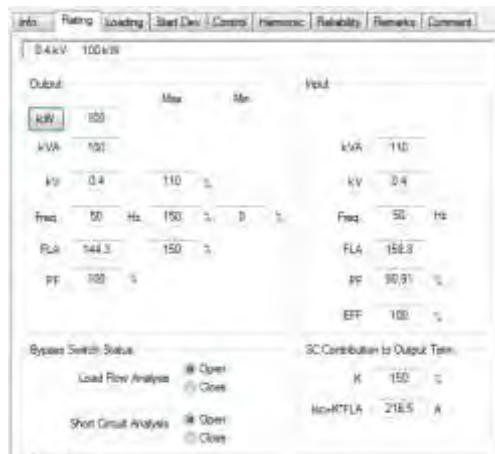 Info Rating Loading Start Dev Control Harmonic Reliability Remarks Comment
0.4 kV 100 kW
Output Input
Max Min
kW 100
kVA 100 kVA 110
kV 0.4 110 % kV 0.4
Freq. 50 Hz 150 % 0 % Freq. 50 Hz
FLA 144.3 150 % FLA 158.8
PF 100 % PF 90.91 %
EFF 100 %
Bypass Switch Status SC Contribution to Output Term.
Load Flow Analysis Open K 150 %
Close
Short Circuit Analysis Open Isc=K*FLA 216.5 A
Close